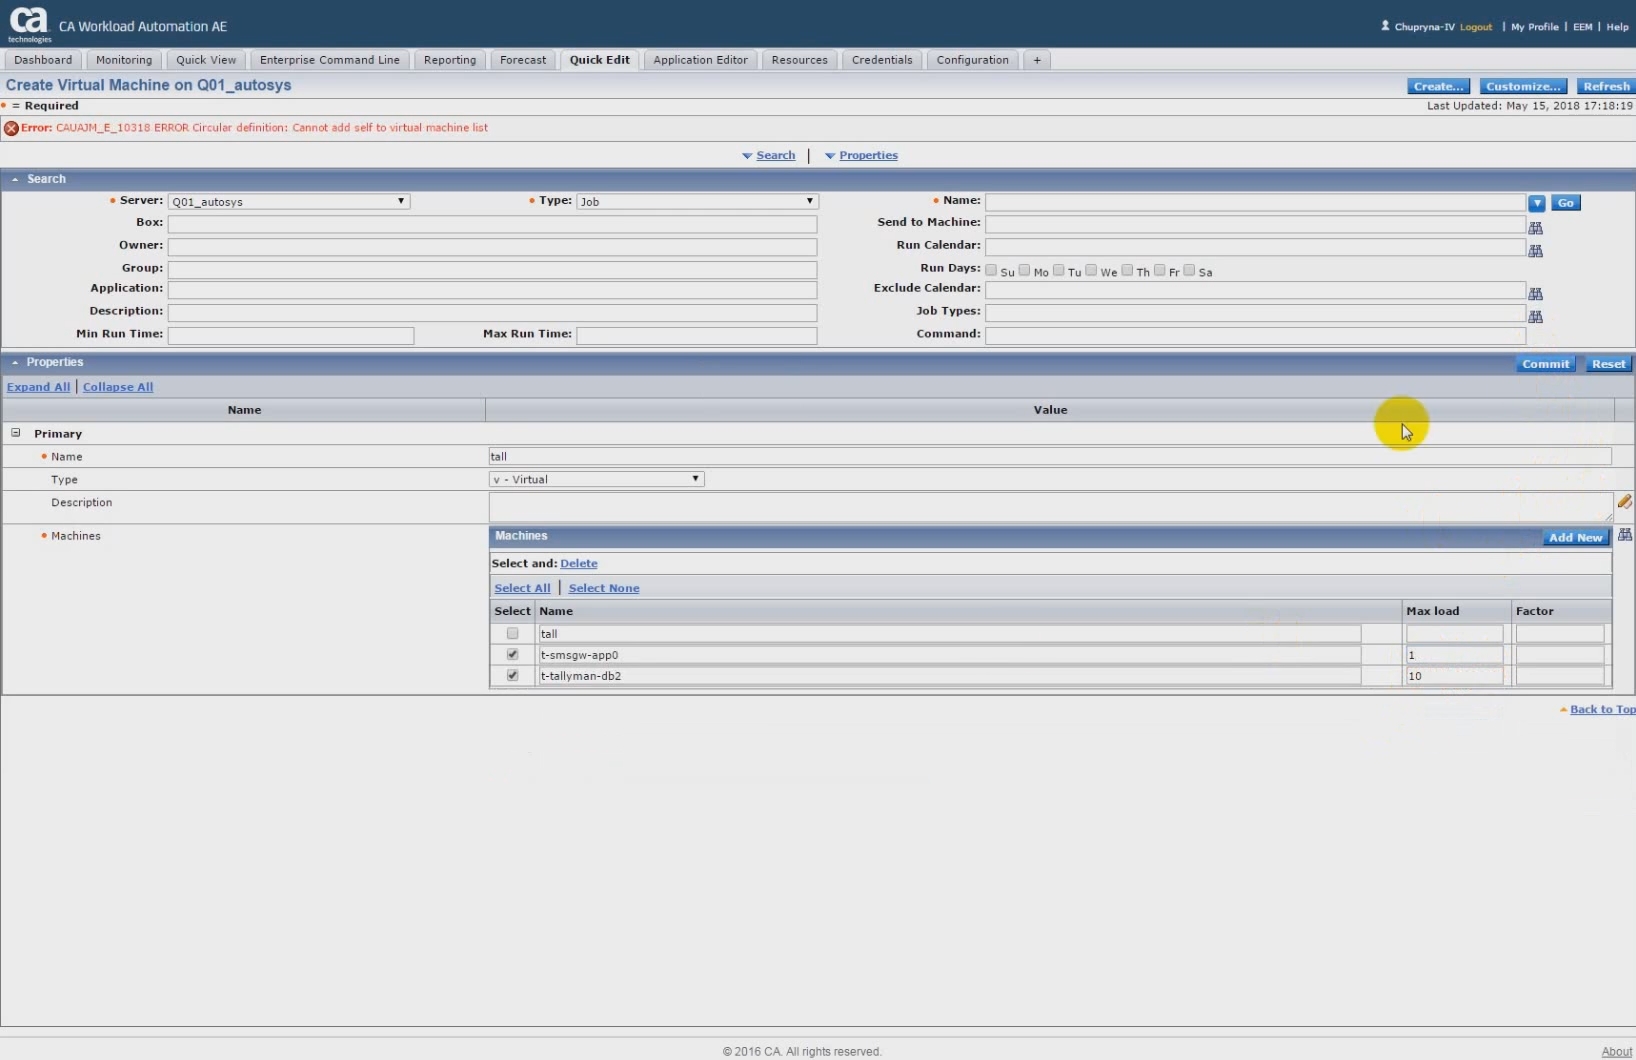 ca
technologies
CA Workload Automation AE
Chupryna-IV Logout | My Profile | EEM | Help
Dashboard Monitoring Quick View Enterprise Command Line Reporting Forecast Quick Edit Application Editor Resources Credentials Configuration +
Create Virtual Machine on Q01_autosys
Create... Customize... Refresh
• = Required
Last Updated: May 15, 2018 17:18:19
Error: CAUAJM_E_10318 ERROR Circular definition: Cannot add self to virtual machine list
Search | Properties
Search
• Server: Q01_autosys • Type: Job • Name: Go
Box: Send to Machine:
Owner: Run Calendar:
Group: Run Days: Su Mo Tu We Th Fr Sa
Application: Exclude Calendar:
Description: Job Types:
Min Run Time: Max Run Time: Command:
Properties Commit Reset
Expand All | Collapse All
Name Value
Primary
• Name tall
Type v - Virtual
Description
• Machines Machines Add New
Select and: Delete
Select All | Select None
Select Name Max load Factor
tall
t-smsgw-app0 1
t-tallyman-db2 10
Back to Top
© 2016 CA. All rights reserved.
About